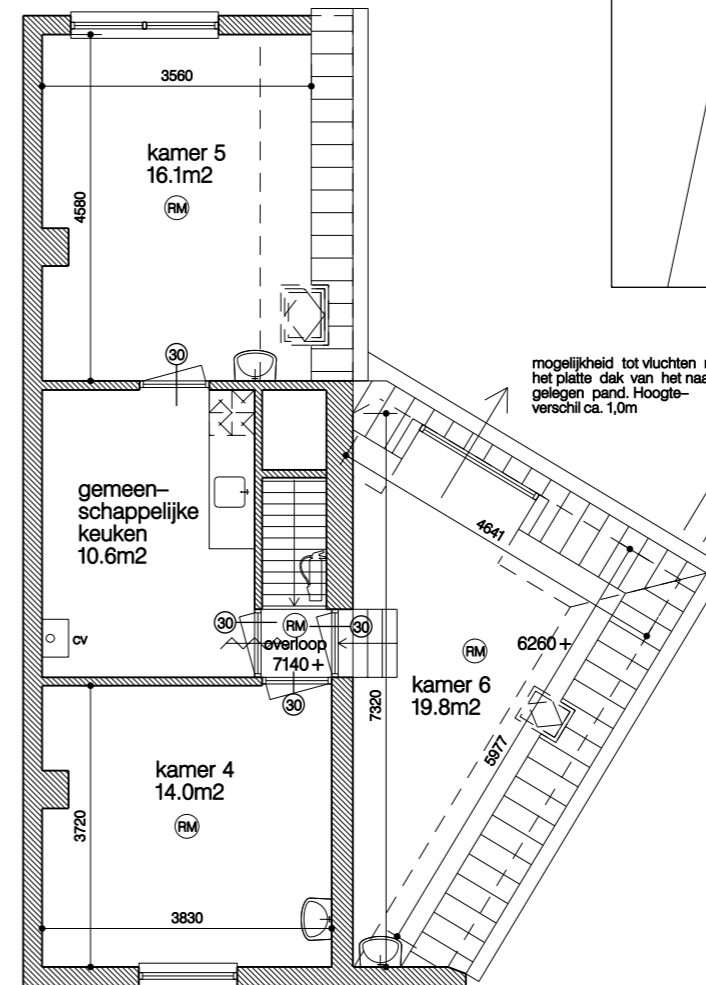 3560
kamer 5
16.1m2
RM
4580
30
mogelijkheid tot vluchten
het platte dak van het
gelegen pand. Hoogte–
verschil ca. 1,0m
gemeen–
schappelijke
keuken
10.6m2
4641
cv
30
RM
30
overloop
7140+
30
RM
6260+
kamer 6
19.8m2
7320
5977
kamer 4
14.0m2
RM
3720
3830